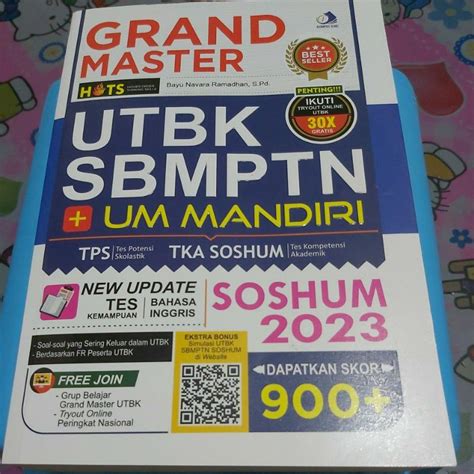 GRAND
MASTER
BEST
SELLER
HOTS
Bayu Navara Ramadhan, S.Pd.
PENTING!!!
IKUTI
TRYOUT ONLINE
UTBK
30X
GRATIS
UTBK
SBMPTN
+ UM MANDIRI
TPS Tes Potensi
Skolastik
TKA SOSHUM Tes Kompetensi
Akademik
NEW UPDATE
TES BAHASA
KEMAMPUAN INGGRIS
SOSHUM
2023
- Soal-soal yang Sering Keluar dalam UTBK
- Berdasarkan FR Peserta UTBK
EKSTRA BONUS
Simulasi UTBK
SBMPTN SOSHUM
di Website
FREE JOIN
- Grup Belajar
Grand Master UTBK
- Tryout Online
Peringkat Nasional
DAPATKAN SKOR
900+